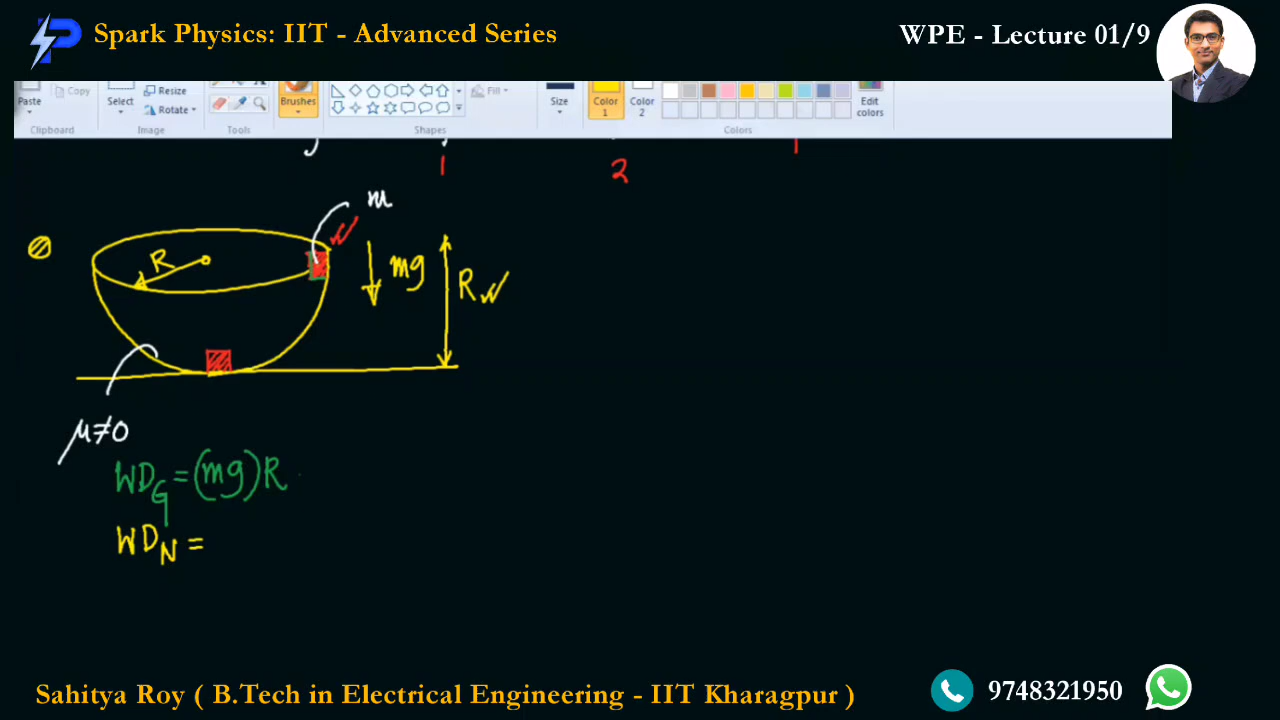 Spark Physics: IIT - Advanced Series
WPE - Lecture 01/9
Paste
Copy
Select
Resize
Rotate
Brushes
Fill
Size
Color 1
Color 2
Edit colors
Clipboard
Image
Tools
Shapes
Colors
1
2
1
m
R
mg
R
μ≠0
WD_G = (mg)R
WD_N =
Sahitya Roy ( B.Tech in Electrical Engineering - IIT Kharagpur )
9748321950